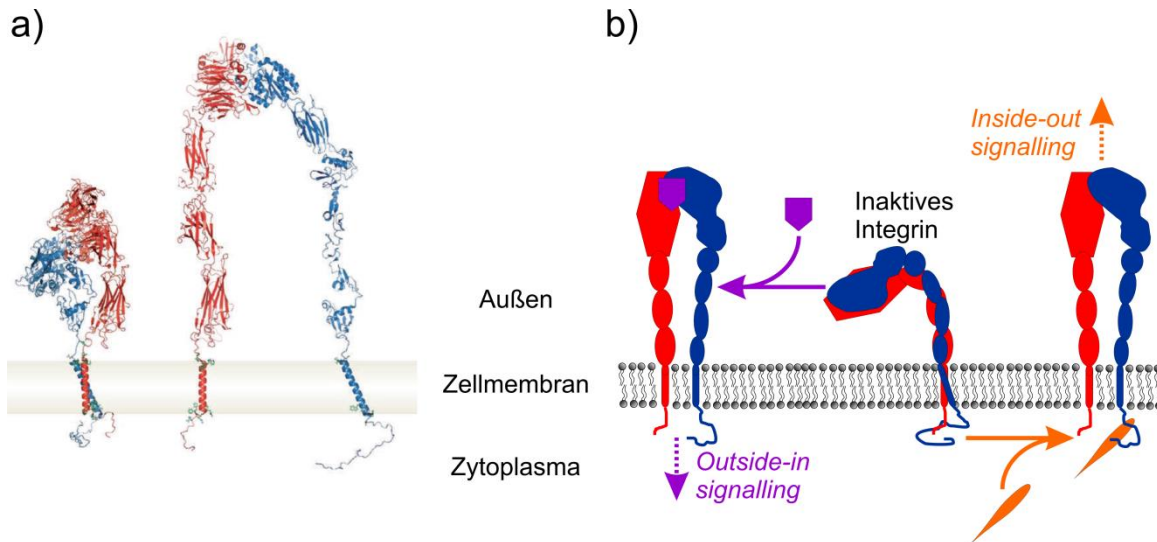 a)
b)
Außen
Zellmembran
Zytoplasma
Inaktives
Integrin
Inside-out
signalling
Outside-in
signalling